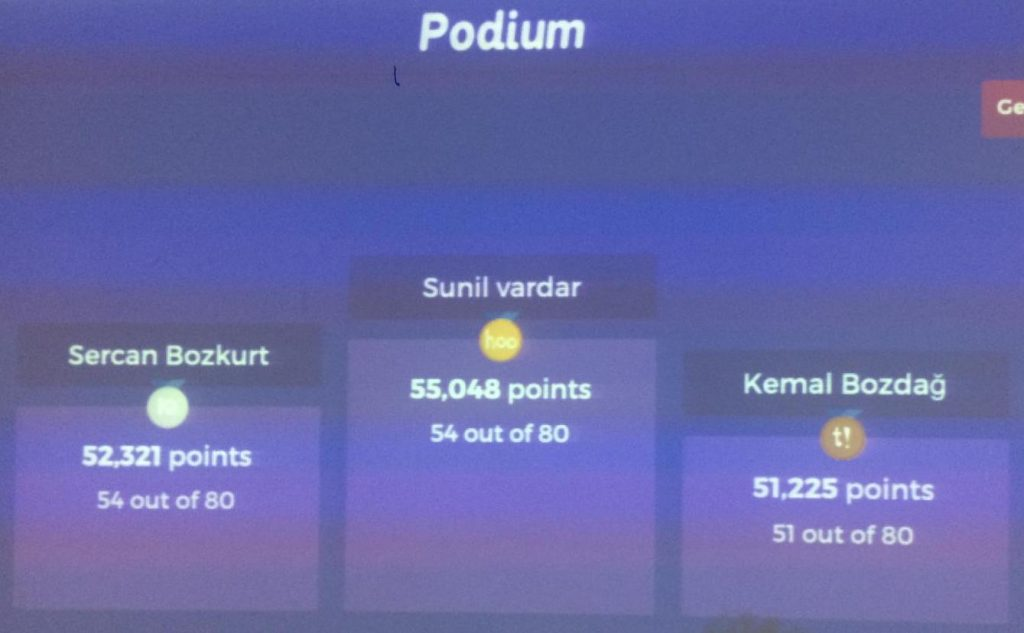 Podium
Ge
Sunil vardar
hoo
55,048 points
54 out of 80
Sercan Bozkurt
52,321 points
54 out of 80
Kemal Bozdağ
t!
51,225 points
51 out of 80